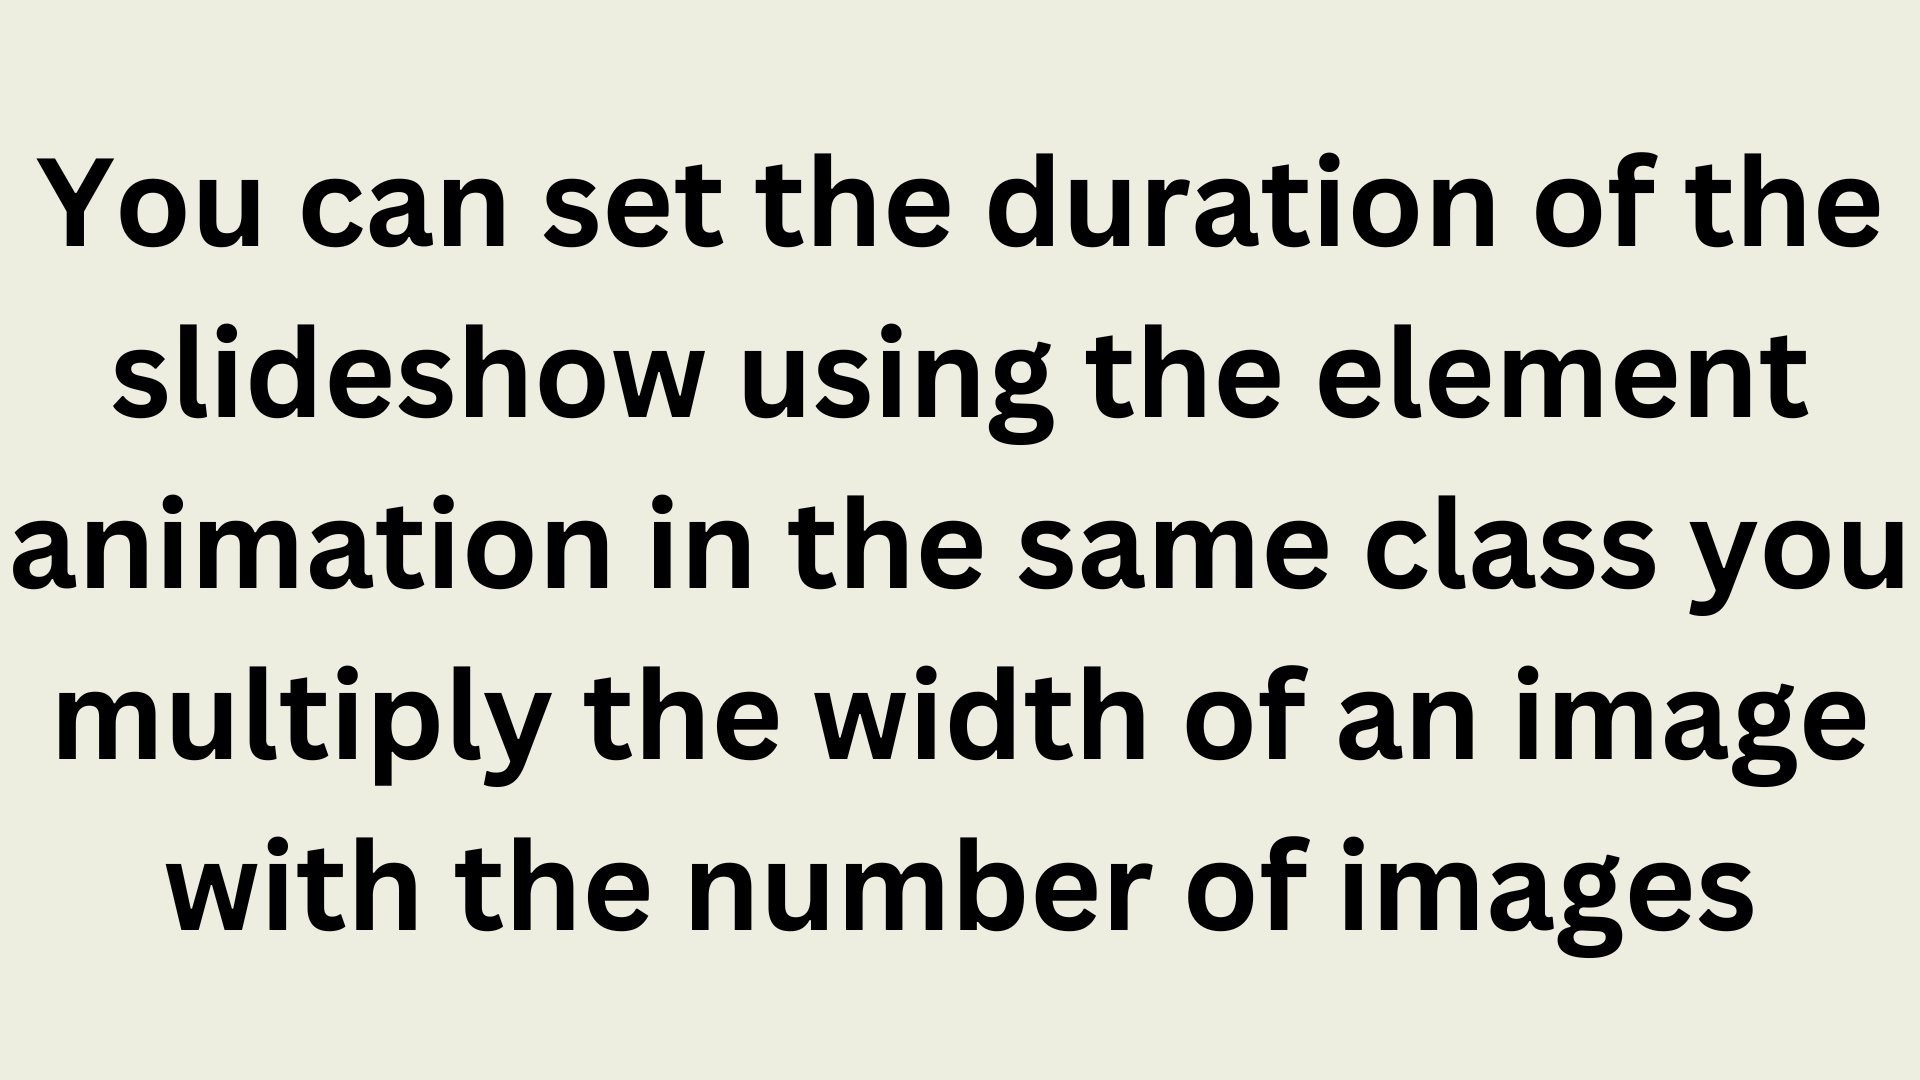 You can set the duration of the
slideshow using the element
animation in the same class you
multiply the width of an image
with the number of images